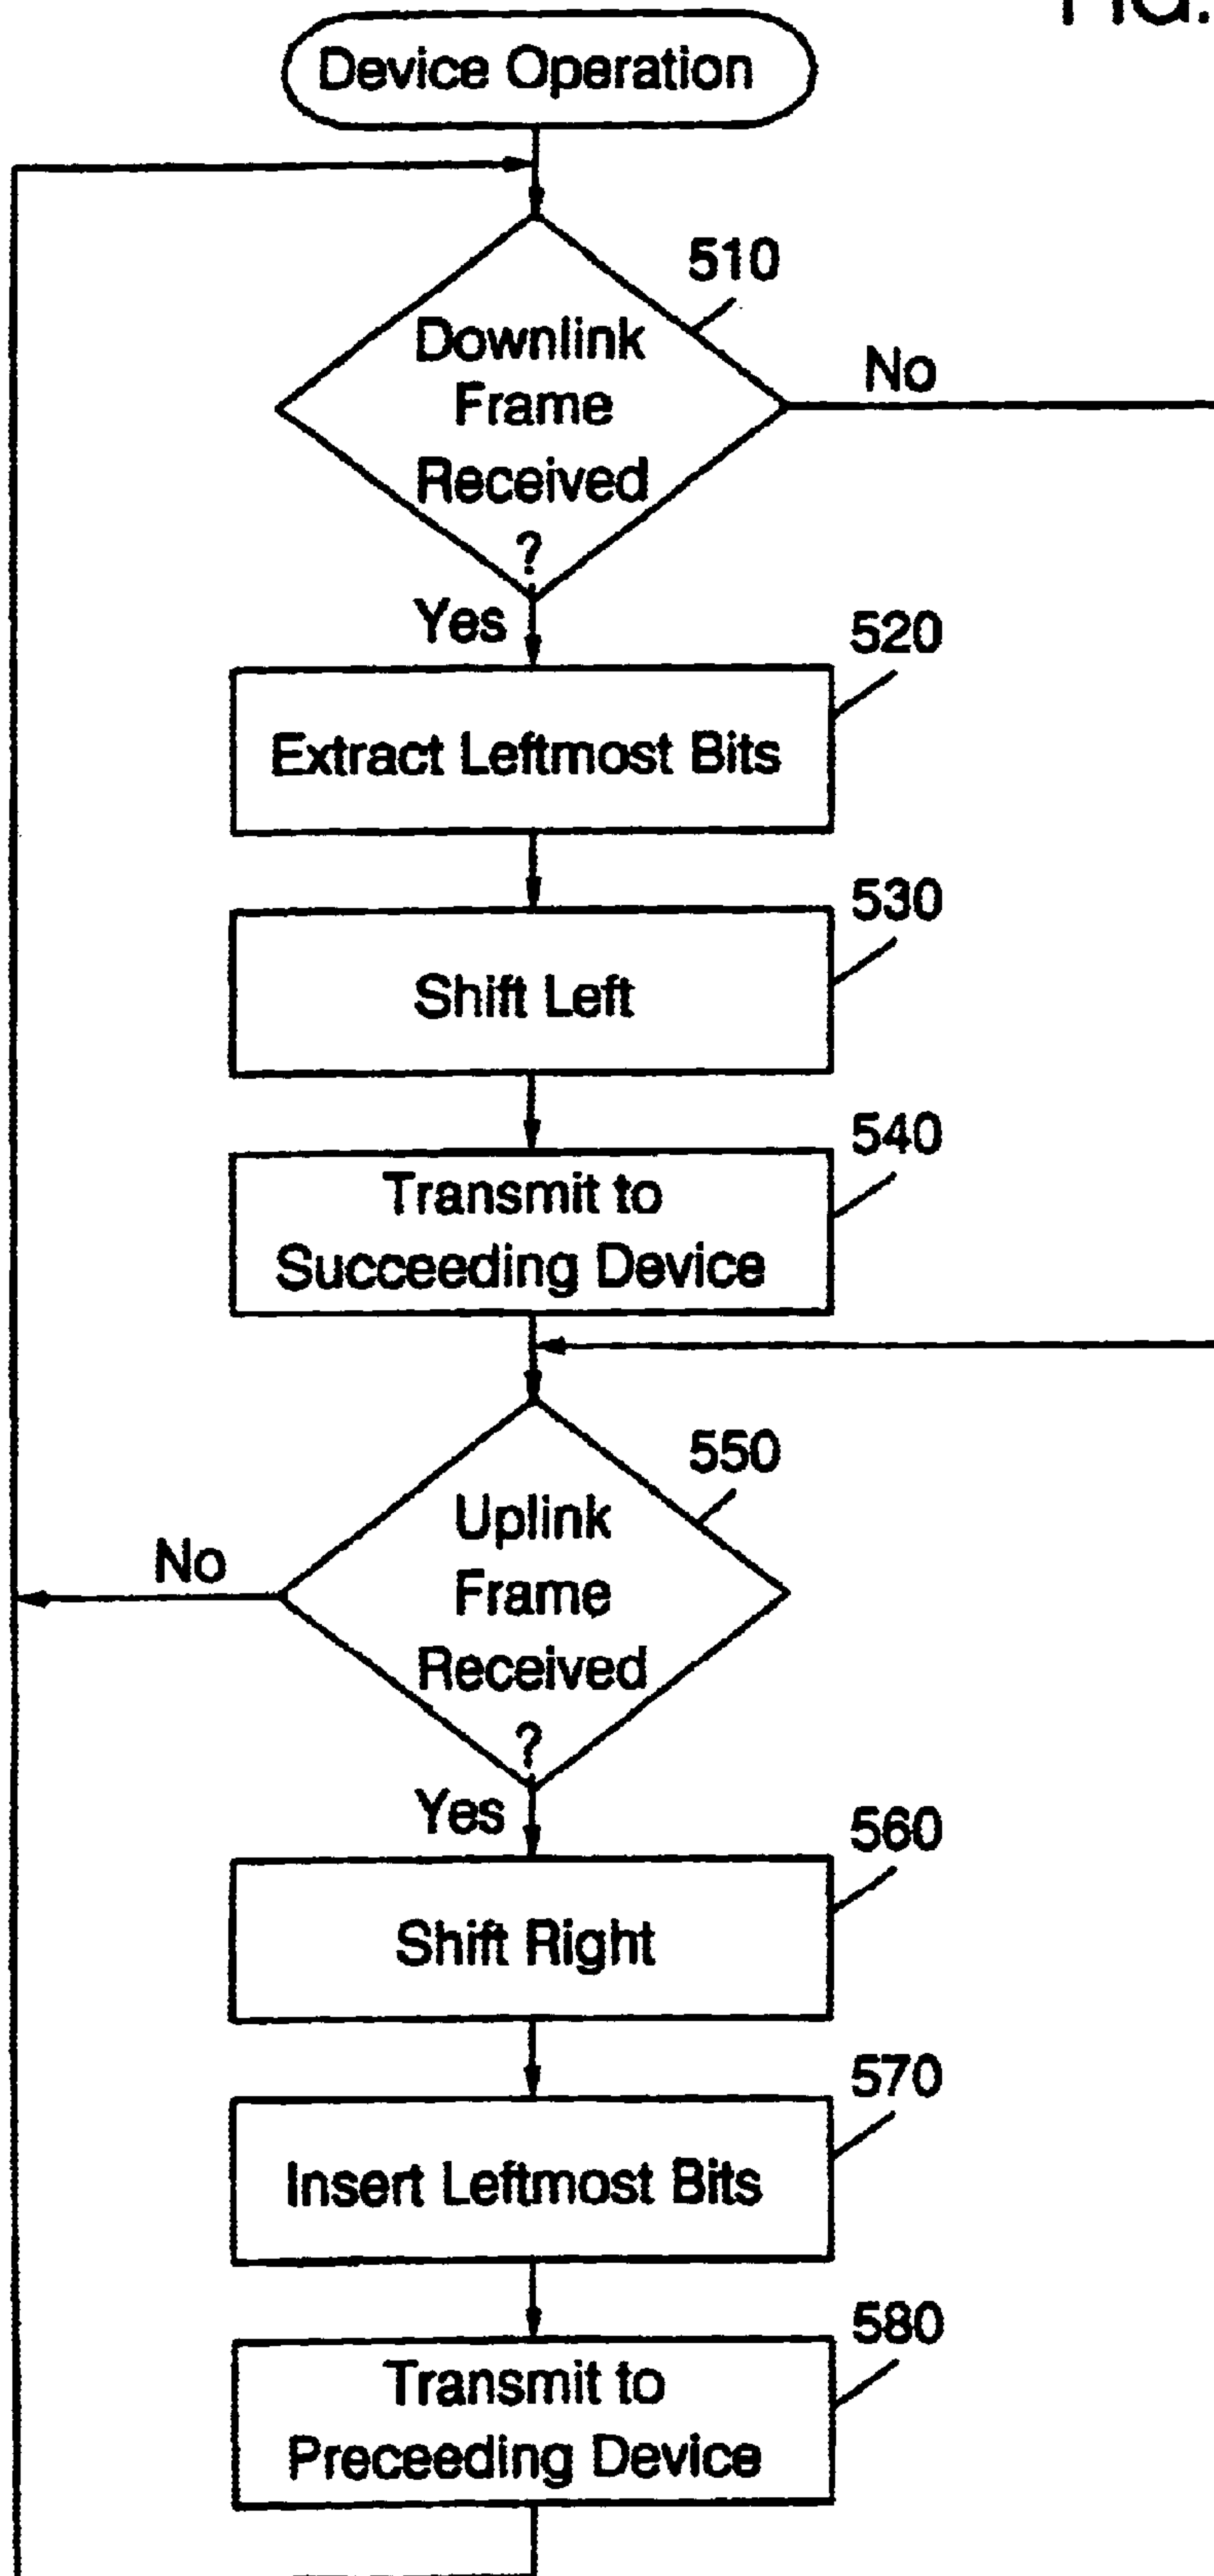 FIG.
Device Operation
510
Downlink
Frame
Received
?
No
Yes
520
Extract Leftmost Bits
530
Shift Left
540
Transmit to
Succeeding Device
550
Uplink
Frame
Received
?
No
Yes
560
Shift Right
570
Insert Leftmost Bits
580
Transmit to
Preceeding Device